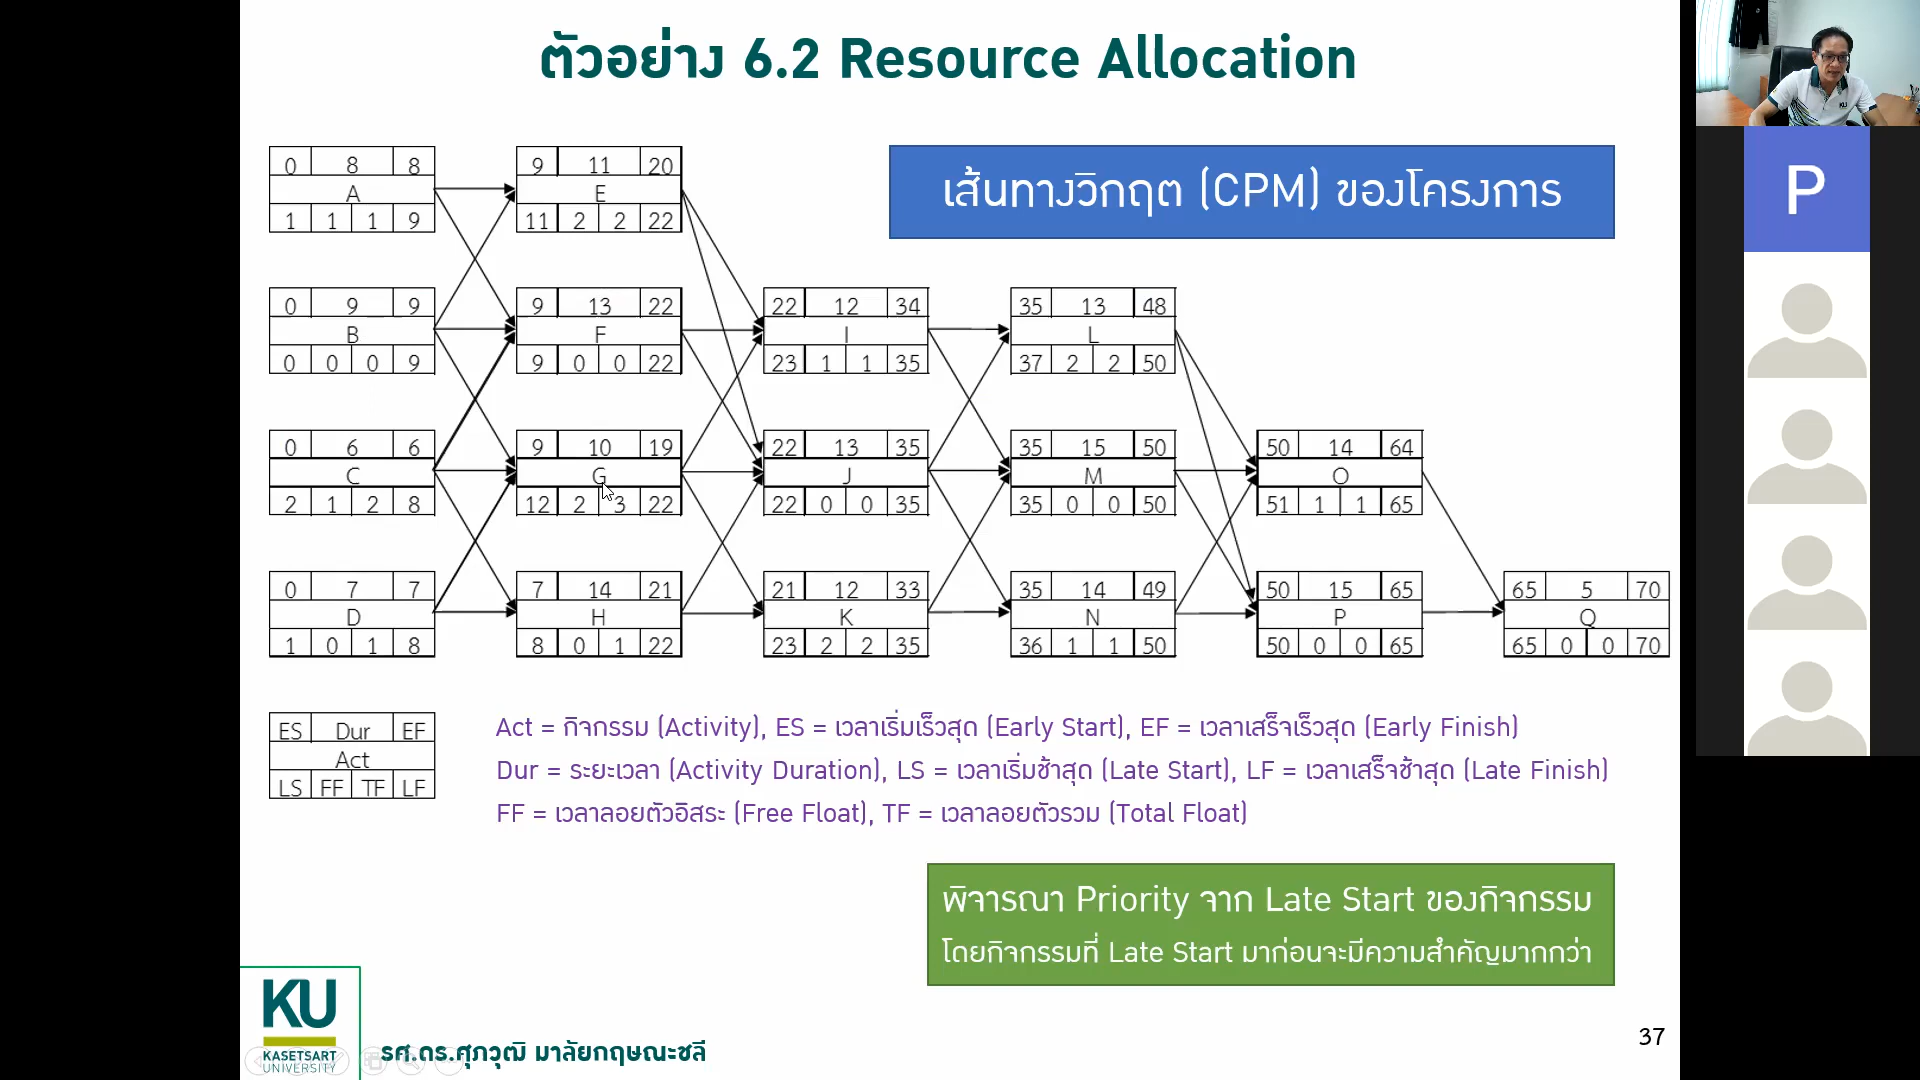 ตัวอย่าง 6.2 Resource Allocation
เส้นทางวิกฤต (CPM) ของโครงการ
0 8 8
A
1 1 1 9
9 11 20
E
11 2 2 22
0 9 9
B
0 0 0 9
9 13 22
F
9 0 0 22
22 12 34
I
23 1 1 35
35 13 48
L
37 2 2 50
0 6 6
C
2 1 2 8
9 10 19
G
12 2 3 22
22 13 35
J
22 0 0 35
35 15 50
M
35 0 0 50
50 14 64
O
51 1 1 65
0 7 7
D
1 0 1 8
7 14 21
H
8 0 1 22
21 12 33
K
23 2 2 35
35 14 49
N
36 1 1 50
50 15 65
P
50 0 0 65
65 5 70
Q
65 0 0 70
ES Dur EF
Act
LS FF TF LF
Act = กิจกรรม (Activity), ES = เวลาเริ่มเร็วสุด (Early Start), EF = เวลาเสร็จเร็วสุด (Early Finish)
Dur = ระยะเวลา (Activity Duration), LS = เวลาเริ่มช้าสุด (Late Start), LF = เวลาเสร็จช้าสุด (Late Finish)
FF = เวลาลอยตัวอิสระ (Free Float), TF = เวลาลอยตัวรวม (Total Float)
พิจารณา Priority จาก Late Start ของกิจกรรม
โดยกิจกรรมที่ Late Start มาก่อนจะมีความสำคัญมากกว่า
KU
KASETSART
UNIVERSITY
รศ.ดร.ศุภวุฒิ มาลัยกฤษณะชลี
37
P
KU